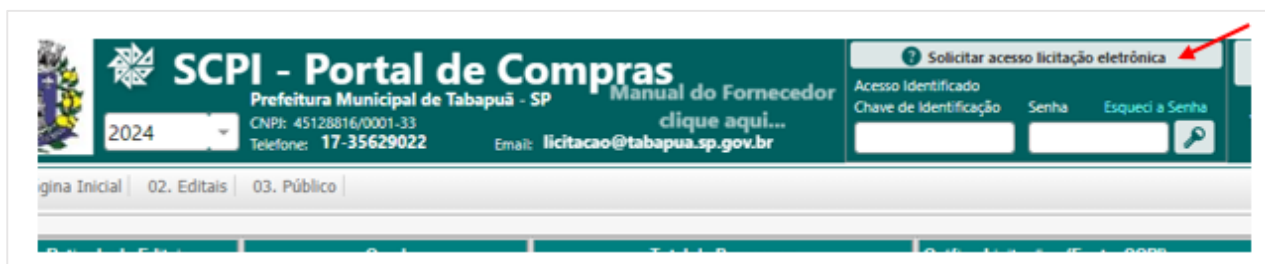 SCPI - Portal de Compras
Prefeitura Municipal de Tabapuã - SP
Manual do Fornecedor
clique aqui...
2024
CNPJ: 45128816/0001-33
Telefone: 17-35629022
Email: licitacao@tabapua.sp.gov.br
Solicitar acesso licitação eletrônica
Acesso Identificado
Chave de Identificação Senha Esqueci a Senha
gina Inicial 02. Editais 03. Público